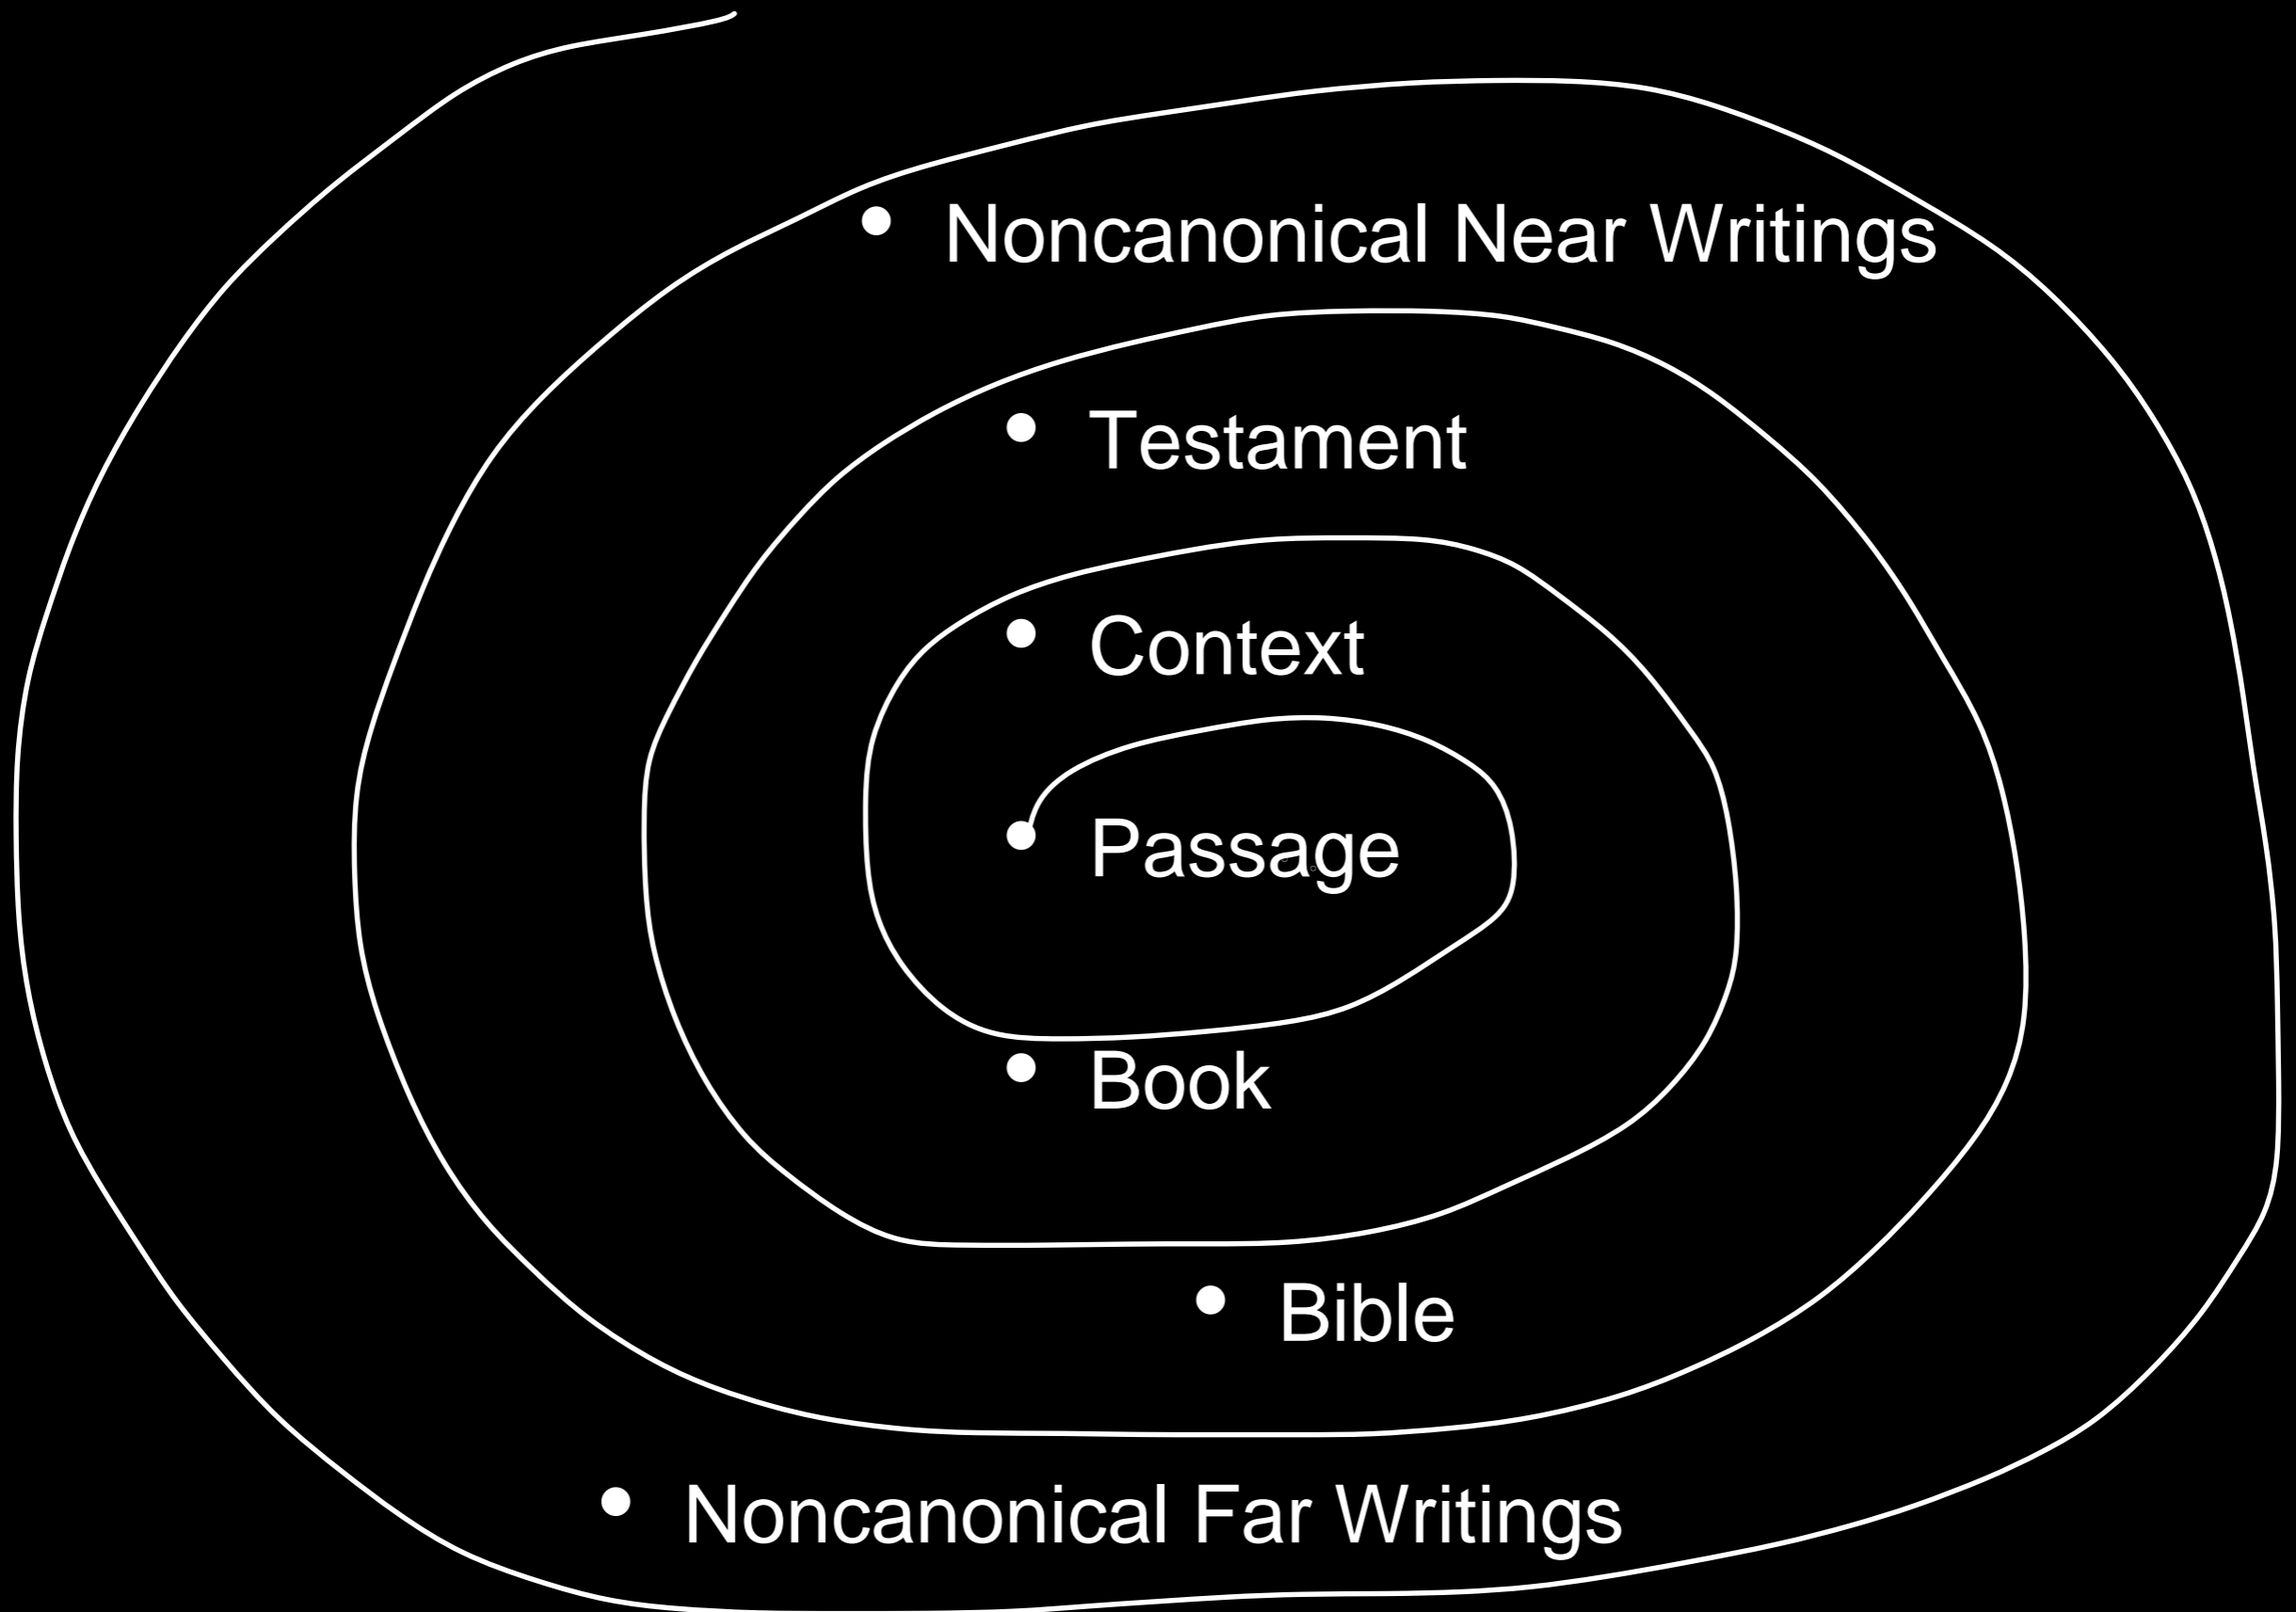 • Noncanonical Near Writings
• Testament
• Context
• Passage
• Book
• Bible
• Noncanonical Far Writings